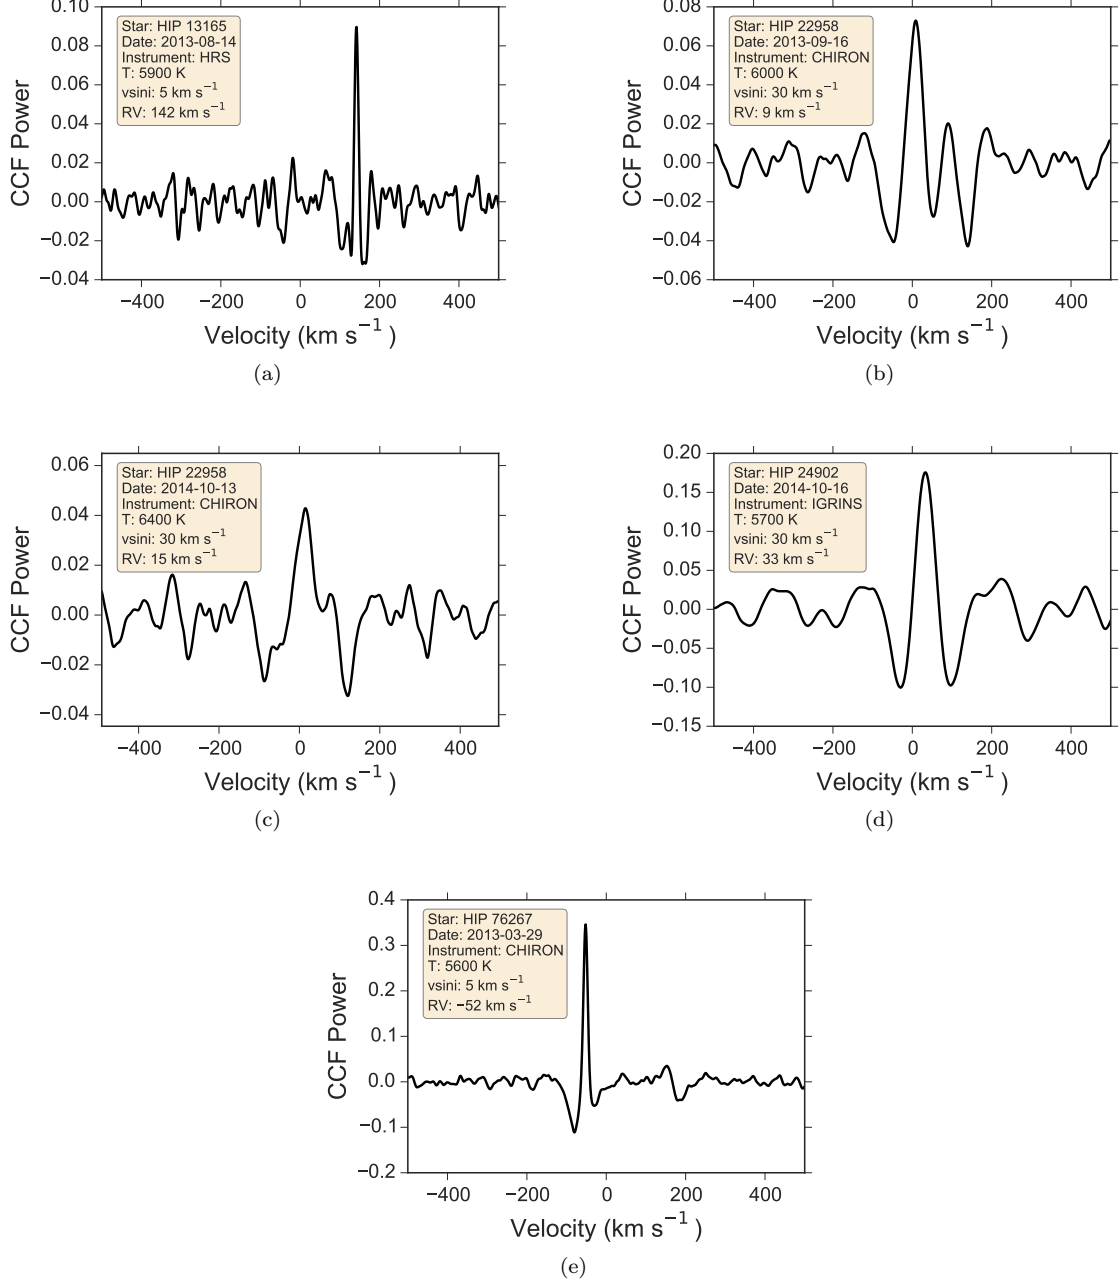 0.10
0.08
0.06
0.04
0.02
0.00
−0.02
−0.04
CCF Power
Star: HIP 13165
Date: 2013-08-14
Instrument: HRS
T: 5900 K
vsini: 5 km s−1
RV: 142 km s−1
−400 −200 0 200 400
Velocity (km s−1 )
(a)
0.08
0.06
0.04
0.02
0.00
−0.02
−0.04
−0.06
CCF Power
Star: HIP 22958
Date: 2013-09-16
Instrument: CHIRON
T: 6000 K
vsini: 30 km s−1
RV: 9 km s−1
−400 −200 0 200 400
Velocity (km s−1 )
(b)
0.06
0.04
0.02
0.00
−0.02
−0.04
CCF Power
Star: HIP 22958
Date: 2014-10-13
Instrument: CHIRON
T: 6400 K
vsini: 30 km s−1
RV: 15 km s−1
−400 −200 0 200 400
Velocity (km s−1 )
(c)
0.20
0.15
0.10
0.05
0.00
−0.05
−0.10
−0.15
CCF Power
Star: HIP 24902
Date: 2014-10-16
Instrument: IGRINS
T: 5700 K
vsini: 30 km s−1
RV: 33 km s−1
−400 −200 0 200 400
Velocity (km s−1 )
(d)
0.4
0.3
0.2
0.1
0.0
−0.1
−0.2
CCF Power
Star: HIP 76267
Date: 2013-03-29
Instrument: CHIRON
T: 5600 K
vsini: 5 km s−1
RV: −52 km s−1
−400 −200 0 200 400
Velocity (km s−1 )
(e)